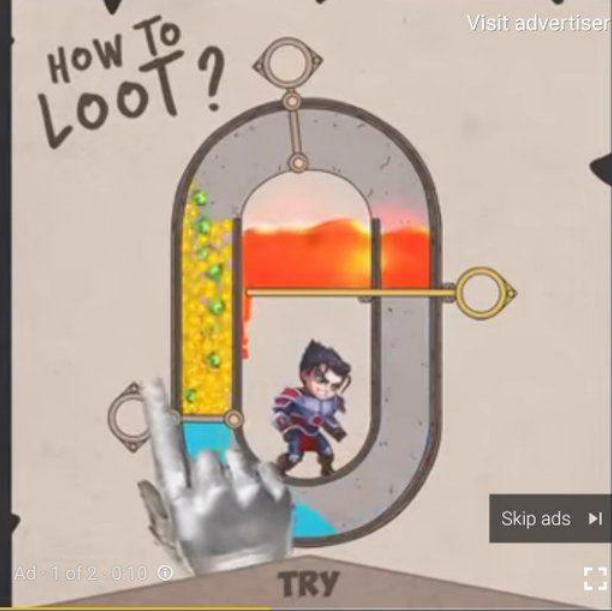 Visit advertiser
HOW TO
LOOT?
Skip ads
Ad · 1 of 2 · 0:10
TRY